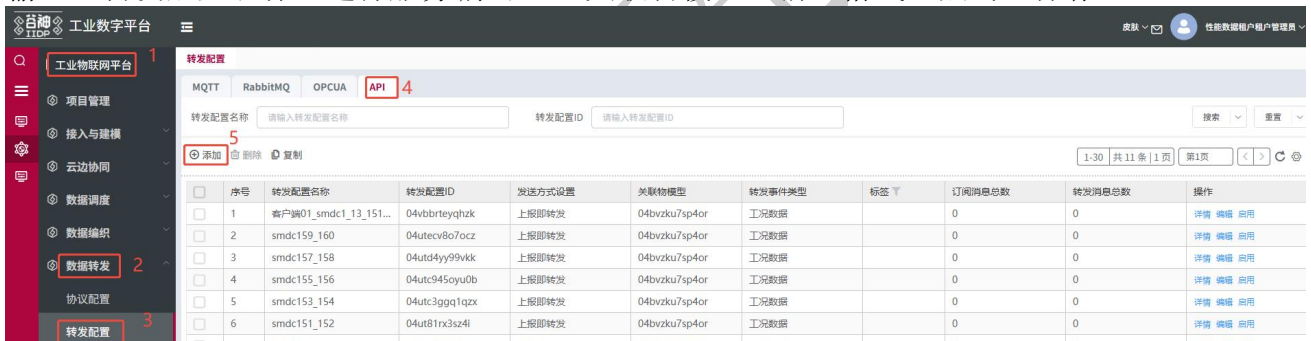 谷神 IIDP 工业数字平台 皮肤 性能数据租户租户管理员
工业物联网平台 1 转发配置
MQTT RabbitMQ OPCUA API 4
项目管理
转发配置名称 请输入转发配置名称 转发配置ID 请输入转发配置ID 搜索 重置
接入与建模
5
添加 删除 复制 1-30 共 11 条 1 页 第1页
云边协同
序号 转发配置名称 转发配置ID 发送方式设置 关联物模型 转发事件类型 标签 订阅消息总数 转发消息总数 操作
数据调度
1 客户端01_smdc1_13_151... 04vbbrteyqhzk 上报即转发 04bvzku7sp4or 工况数据 0 0 详情 编辑 启用
数据编织
2 smdc159_160 04utecv8o7ocz 上报即转发 04bvzku7sp4or 工况数据 0 0 详情 编辑 启用
3 smdc157_158 04utd4yy99vkk 上报即转发 04bvzku7sp4or 工况数据 0 0 详情 编辑 启用
数据转发 2
4 smdc155_156 04utc945oyu0b 上报即转发 04bvzku7sp4or 工况数据 0 0 详情 编辑 启用
协议配置
5 smdc153_154 04utc3ggq1qzx 上报即转发 04bvzku7sp4or 工况数据 0 0 详情 编辑 启用
转发配置 3
6 smdc151_152 04ut81rx3sz4i 上报即转发 04bvzku7sp4or 工况数据 0 0 详情 编辑 启用